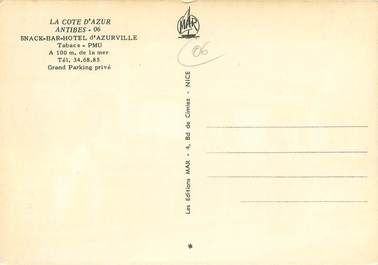 LA COTE D'AZUR
ANTIBES - 06
SNACK-BAR-HOTEL d'AZURVILLE
Tabacs - PMU
A 100 m. de la mer
Tél. 34.68.85
Grand Parking privé
MAR
06
Les Editions MAR - 4, Bd de Cimiez - NICE